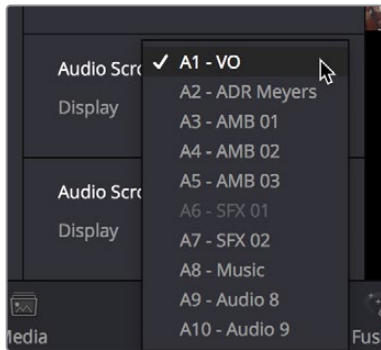 Audio Scro
Display
✓ A1 - VO
A2 - ADR Meyers
A3 - AMB 01
A4 - AMB 02
A5 - AMB 03
A6 - SFX 01
A7 - SFX 02
A8 - Music
A9 - Audio 8
A10 - Audio 9
Audio Scro
Display
ledia
Fus